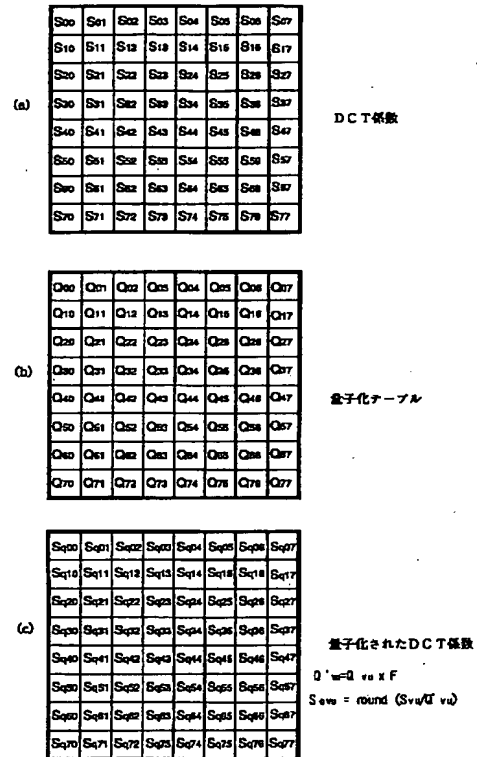 S00 S01 S02 S03 S04 S05 S06 S07
S10 S11 S12 S13 S14 S15 S16 S17
S20 S21 S22 S23 S24 S25 S26 S27
(a)
S30 S31 S32 S33 S34 S35 S36 S37
DCT係数
S40 S41 S42 S43 S44 S45 S46 S47
S50 S51 S52 S53 S54 S55 S56 S57
S60 S61 S62 S63 S64 S65 S66 S67
S70 S71 S72 S73 S74 S75 S76 S77
Q00 Q01 Q02 Q03 Q04 Q05 Q06 Q07
Q10 Q11 Q12 Q13 Q14 Q15 Q16 Q17
Q20 Q21 Q22 Q23 Q24 Q25 Q26 Q27
(b)
Q30 Q31 Q32 Q33 Q34 Q35 Q36 Q37
量子化テーブル
Q40 Q41 Q42 Q43 Q44 Q45 Q46 Q47
Q50 Q51 Q52 Q53 Q54 Q55 Q56 Q57
Q60 Q61 Q62 Q63 Q64 Q65 Q66 Q67
Q70 Q71 Q72 Q73 Q74 Q75 Q76 Q77
Sq00 Sq01 Sq02 Sq03 Sq04 Sq05 Sq06 Sq07
Sq10 Sq11 Sq12 Sq13 Sq14 Sq15 Sq16 Sq17
Sq20 Sq21 Sq22 Sq23 Sq24 Sq25 Sq26 Sq27
(c)
Sq30 Sq31 Sq32 Sq33 Sq34 Sq35 Sq36 Sq37
量子化されたDCT係数
Sq40 Sq41 Sq42 Sq43 Sq44 Sq45 Sq46 Sq47
Q'vu=Q vu x F
Sq50 Sq51 Sq52 Sq53 Sq54 Sq55 Sq56 Sq57
Sqvu = round (Svu/Q'vu)
Sq60 Sq61 Sq62 Sq63 Sq64 Sq65 Sq66 Sq67
Sq70 Sq71 Sq72 Sq73 Sq74 Sq75 Sq76 Sq77